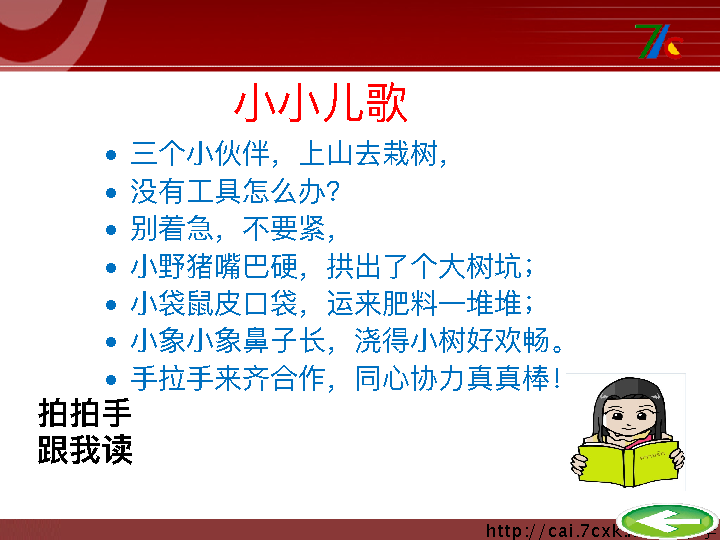 小小儿歌
三个小伙伴，上山去栽树，
没有工具怎么办？
别着急，不要紧，
小野猪嘴巴硬，拱出了个大树坑；
小袋鼠皮口袋，运来肥料一堆堆；
小象小象鼻子长，浇得小树好欢畅。
手拉手来齐合作，同心协力真真棒！
拍拍手
跟我读
http://cai.7cxk.